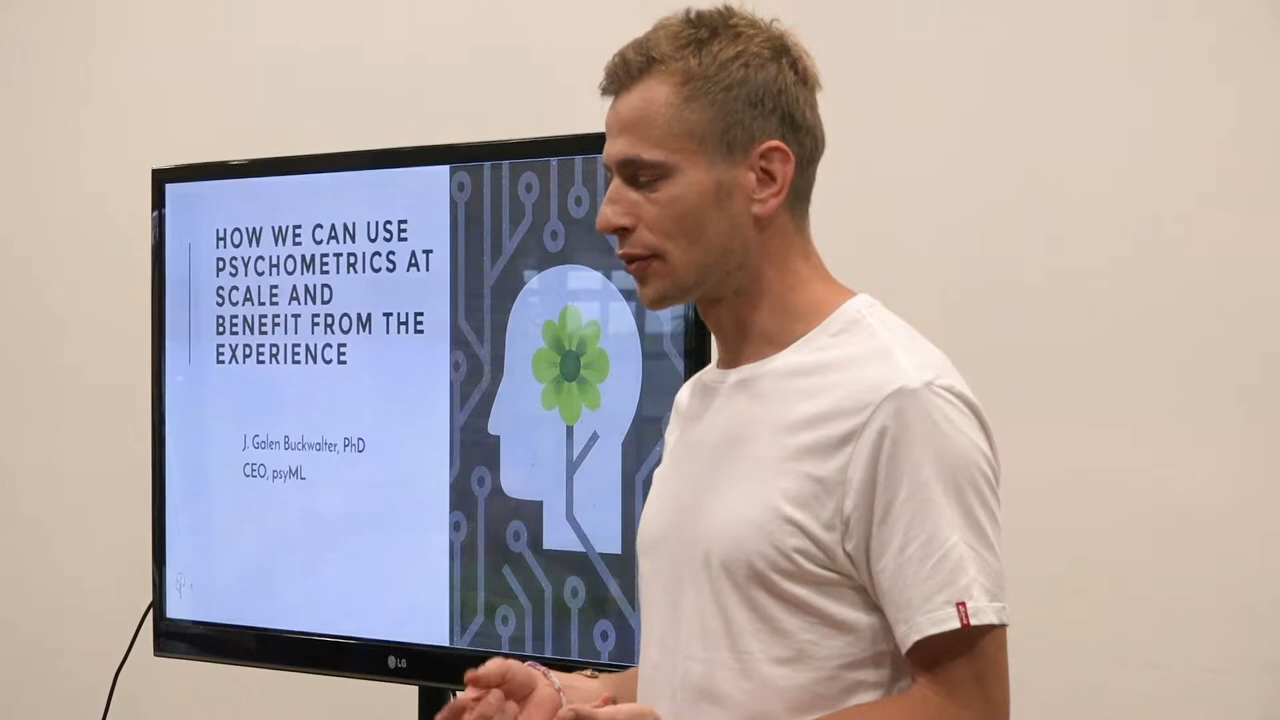 HOW WE CAN USE
PSYCHOMETRICS AT
SCALE AND
BENEFIT FROM THE
EXPERIENCE
J. Galen Buckwalter, PhD
CEO, psyML
LG